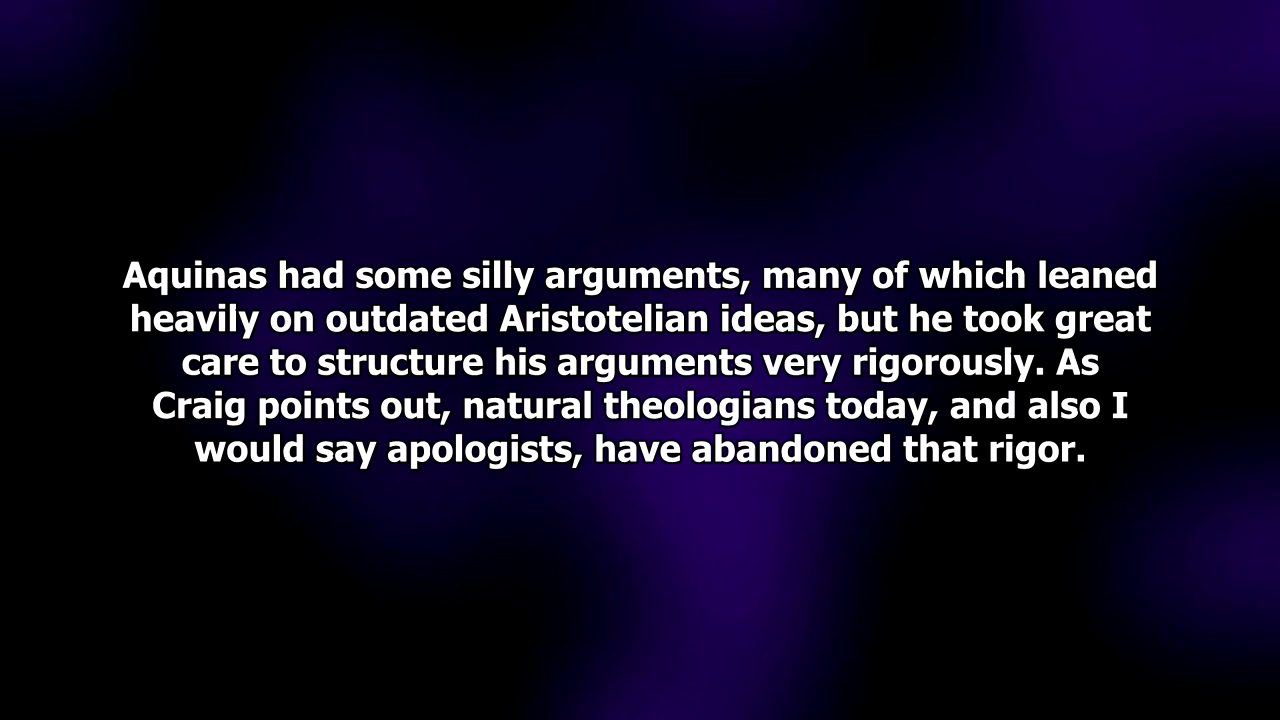 Aquinas had some silly arguments, many of which leaned
heavily on outdated Aristotelian ideas, but he took great
care to structure his arguments very rigorously. As
Craig points out, natural theologians today, and also I
would say apologists, have abandoned that rigor.